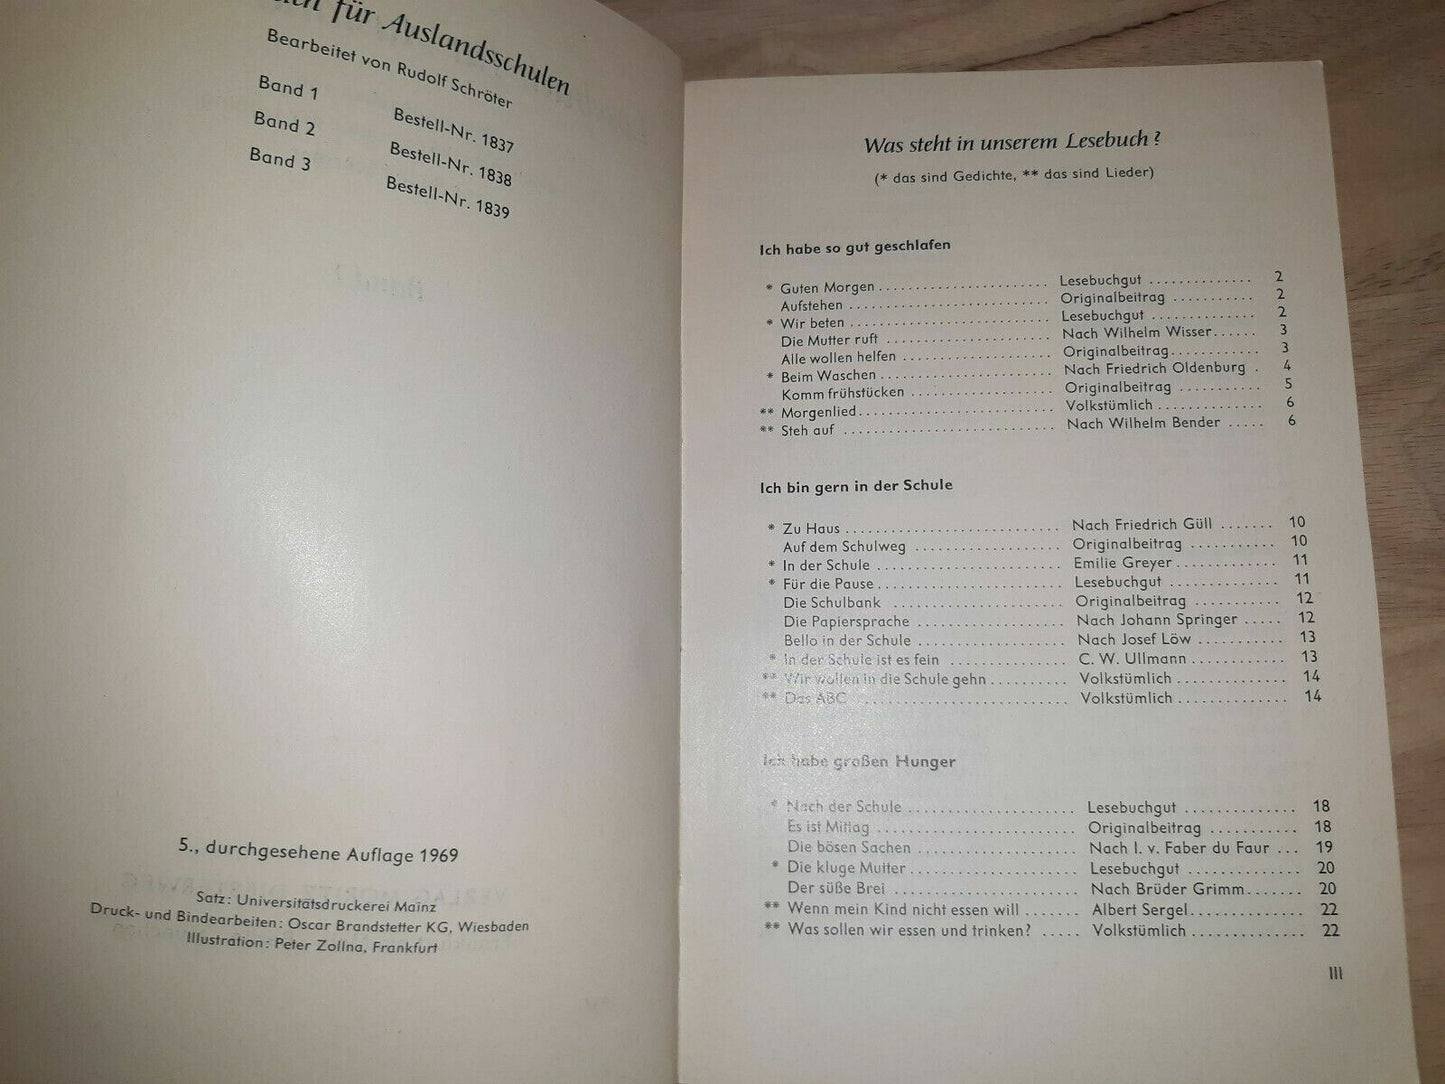 für Auslandsschulen
Bearbeitet von Rudolf Schröter
Band 1 Bestell-Nr. 1837
Band 2 Bestell-Nr. 1838
Band 3 Bestell-Nr. 1839
5., durchgesehene Auflage 1969
Satz: Universitätsdruckerei Mainz
Druck- und Bindearbeiten: Oscar Brandstetter KG, Wiesbaden
Illustration: Peter Zollna, Frankfurt
Was steht in unserem Lesebuch?
(* das sind Gedichte, ** das sind Lieder)
Ich habe so gut geschlafen
* Guten Morgen ........................ Lesebuchgut .............. 2
Aufstehen ............................ Originalbeitrag ........... 2
* Wir beten ............................ Lesebuchgut .............. 2
Die Mutter ruft ....................... Nach Wilhelm Wisser ...... 3
Alle wollen helfen .................... Originalbeitrag ............ 3
* Beim Waschen ........................ Nach Friedrich Oldenburg . 4
Komm frühstücken ................... Originalbeitrag ........... 5
** Morgenlied ........................... Volkstümlich .............. 6
** Steh auf ............................. Nach Wilhelm Bender ..... 6
Ich bin gern in der Schule
* Zu Haus ............................. Nach Friedrich Güll ....... 10
Auf dem Schulweg ................... Originalbeitrag ........... 10
* In der Schule ......................... Emilie Greyer ............. 11
* Für die Pause ......................... Lesebuchgut .............. 11
Die Schulbank ....................... Originalbeitrag ........... 12
Die Papiersprache .................... Nach Johann Springer ..... 12
Bello in der Schule .................... Nach Josef Löw ........... 13
* In der Schule ist es fein ............... C. W. Ullmann ............ 13
** Wir wollen in die Schule gehn .......... Volkstümlich .............. 14
** Das ABC ............................ Volkstümlich .............. 14
Ich habe großen Hunger
* Nach der Schule ...................... Lesebuchgut .............. 18
Es ist Mittag .......................... Originalbeitrag ........... 18
Die bösen Sachen ..................... Nach I. v. Faber du Faur ... 19
* Die kluge Mutter ...................... Lesebuchgut .............. 20
Der süße Brei ......................... Nach Brüder Grimm ....... 20
** Wenn mein Kind nicht essen will ....... Albert Sergel ............. 22
** Was sollen wir essen und trinken? ..... Volkstümlich .............. 22
III